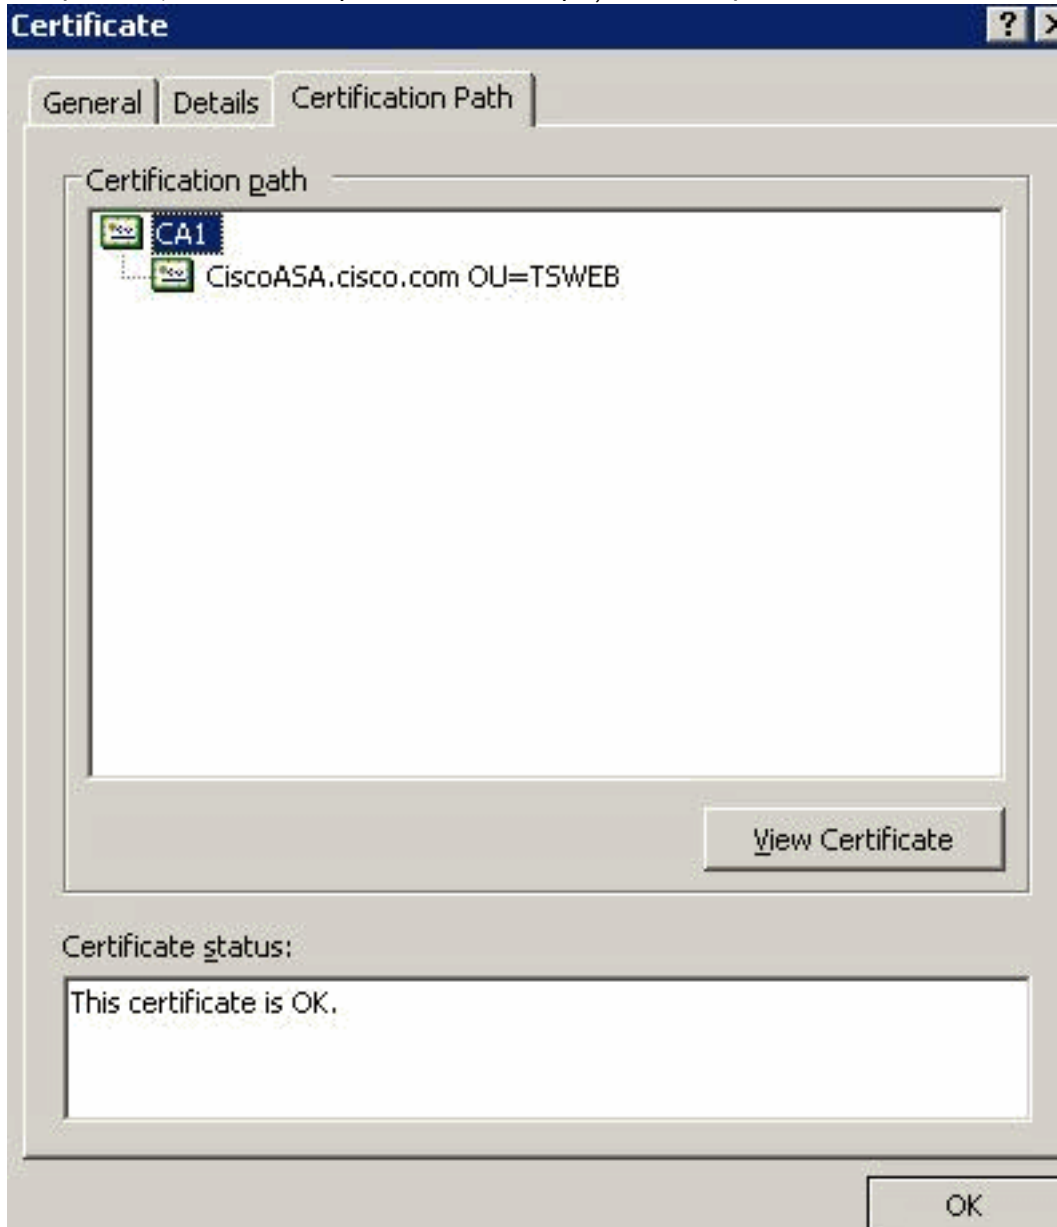 Certificate
General
Details
Certification Path
Certification path
CA1
CiscoASA.cisco.com OU=TSWEB
View Certificate
Certificate status:
This certificate is OK.
OK